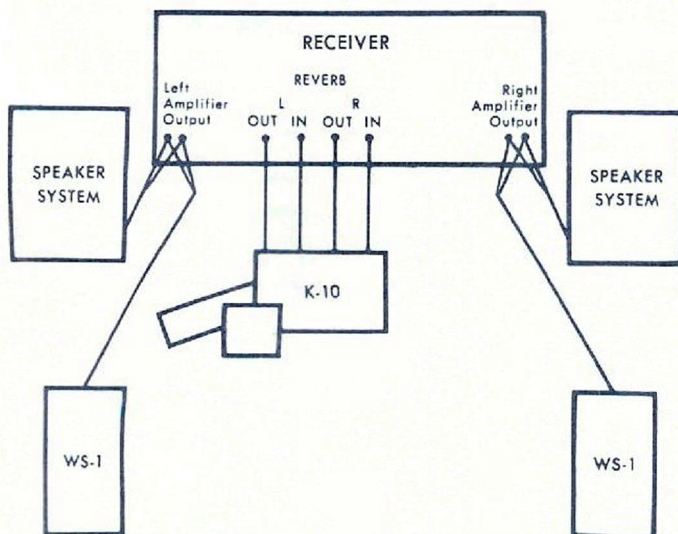 RECEIVER
REVERB
Left
Amplifier
Output
L R
OUT IN OUT IN
Right
Amplifier
Output
SPEAKER
SYSTEM
SPEAKER
SYSTEM
K-10
WS-1
WS-1